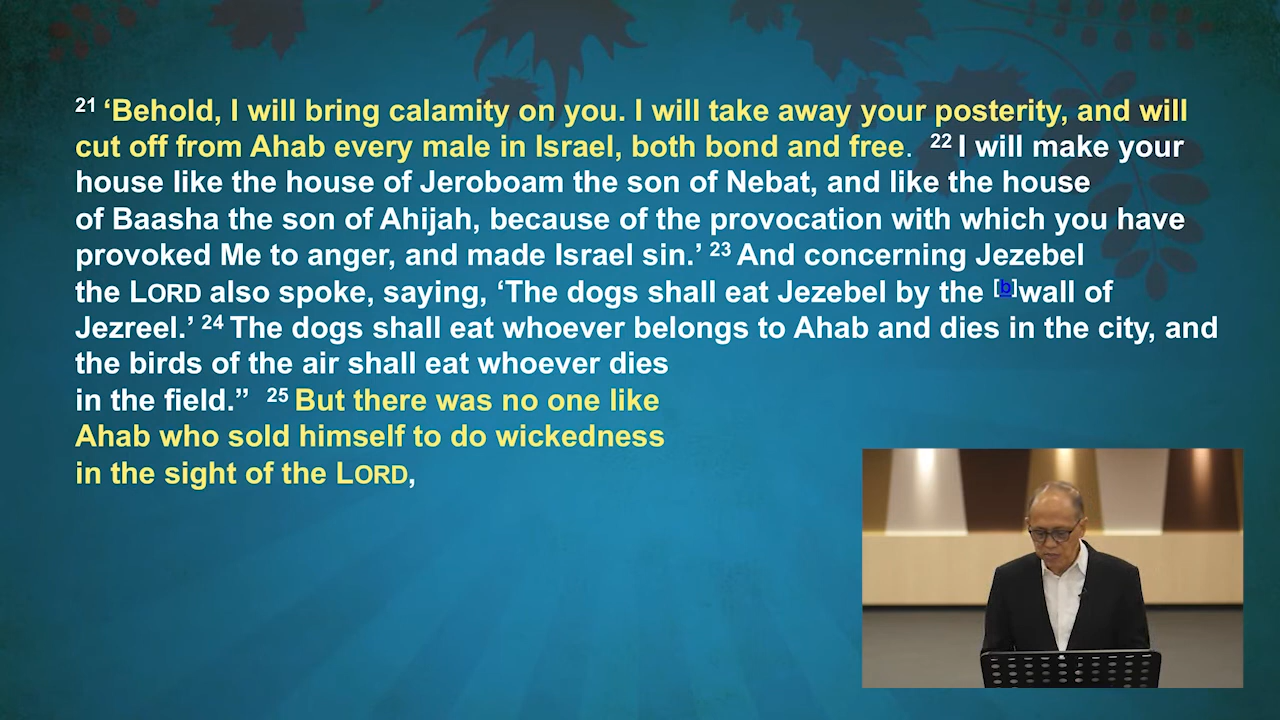 21 ‘Behold, I will bring calamity on you. I will take away your posterity, and will
cut off from Ahab every male in Israel, both bond and free. 22 I will make your
house like the house of Jeroboam the son of Nebat, and like the house
of Baasha the son of Ahijah, because of the provocation with which you have
provoked Me to anger, and made Israel sin.’ 23 And concerning Jezebel
the LORD also spoke, saying, ‘The dogs shall eat Jezebel by the [b]wall of
Jezreel.’ 24 The dogs shall eat whoever belongs to Ahab and dies in the city, and
the birds of the air shall eat whoever dies
in the field.” 25 But there was no one like
Ahab who sold himself to do wickedness
in the sight of the LORD,